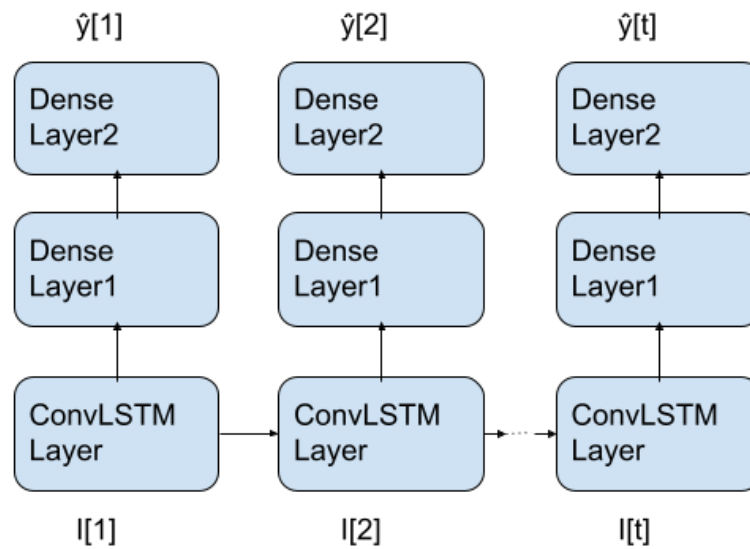 ŷ[1] ŷ[2] ŷ[t]
Dense Dense Dense
Layer2 Layer2 Layer2
Dense Dense Dense
Layer1 Layer1 Layer1
ConvLSTM ConvLSTM ConvLSTM
Layer Layer Layer
I[1] I[2] I[t]